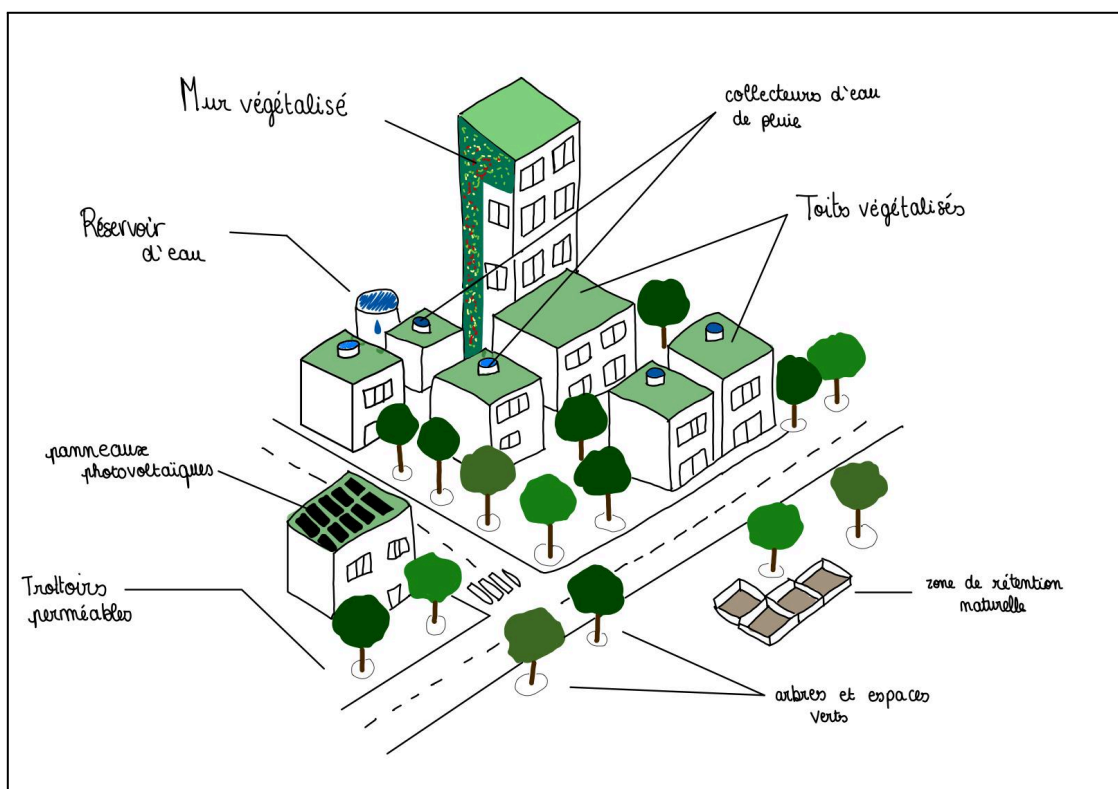 Mur végétalisé
collecteurs d'eau
de pluie
Toits végétalisés
Réservoir
d'eau
panneaux
photovoltaïques
Trottoirs
perméables
zone de rétention
naturelle
arbres et espaces
verts